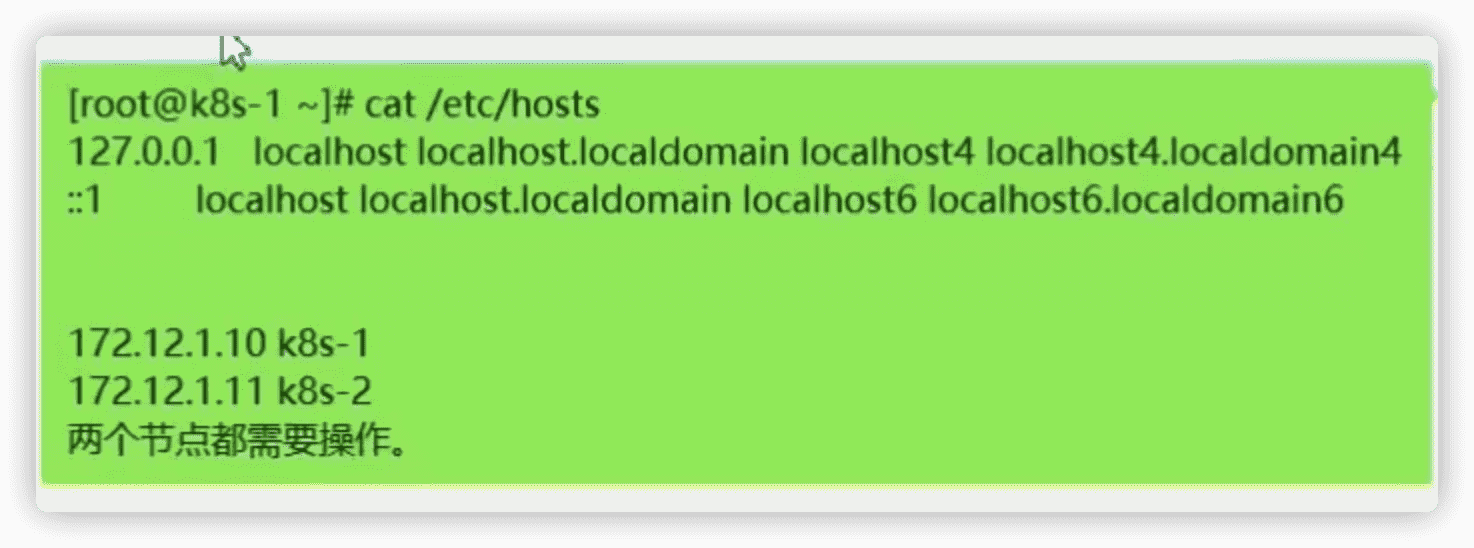 [root@k8s-1 ~]# cat /etc/hosts
127.0.0.1   localhost localhost.localdomain localhost4 localhost4.localdomain4
::1         localhost localhost.localdomain localhost6 localhost6.localdomain6
172.12.1.10 k8s-1
172.12.1.11 k8s-2
两个节点都需要操作。